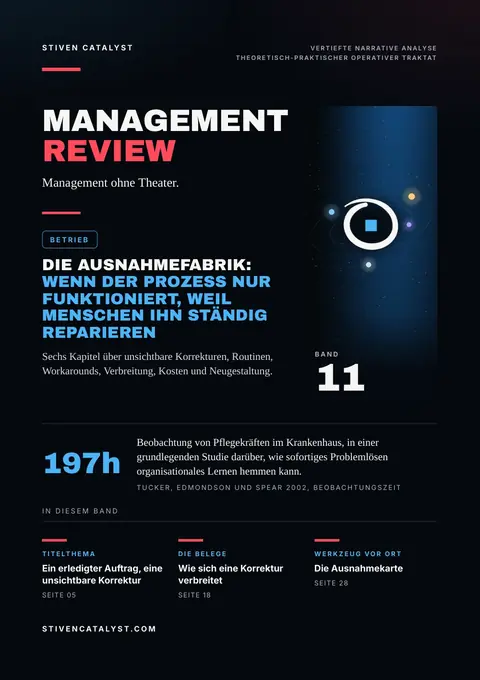 STIVEN CATALYST
VERTIEFTE NARRATIVE ANALYSE
THEORETISCH-PRAKTISCHER OPERATIVER TRAKTAT
MANAGEMENT
REVIEW
Management ohne Theater.
BETRIEB
DIE AUSNAHMEFABRIK:
WENN DER PROZESS NUR
FUNKTIONIERT, WEIL
MENSCHEN IHN STÄNDIG
REPARIEREN
Sechs Kapitel über unsichtbare Korrekturen, Routinen,
Workarounds, Verbreitung, Kosten und Neugestaltung.
BAND
11
197h
Beobachtung von Pflegekräften im Krankenhaus, in einer
grundlegenden Studie darüber, wie sofortiges Problemlösen
organisationales Lernen hemmen kann.
TUCKER, EDMONDSON UND SPEAR 2002, BEOBACHTUNGSZEIT
IN DIESEM BAND
TITELTHEMA
Ein erledigter Auftrag, eine
unsichtbare Korrektur
SEITE 05
DIE BELEGE
Wie sich eine Korrektur
verbreitet
SEITE 18
WERKZEUG VOR ORT
Die Ausnahmekarte
SEITE 28
STIVENCATALYST.COM